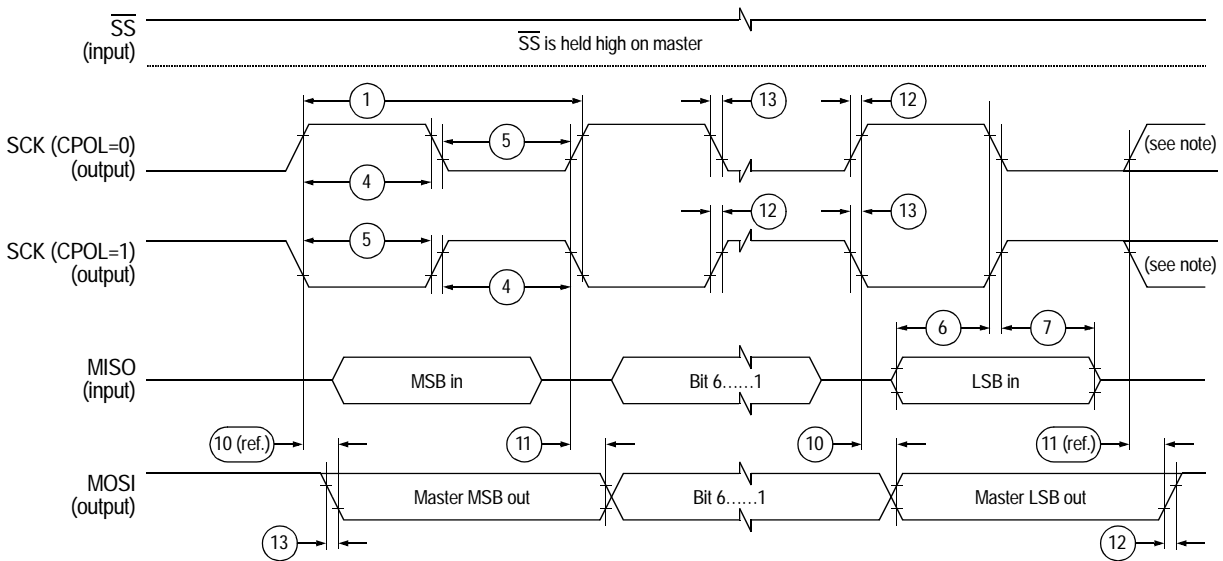 S̅S̅
(input)
S̅S̅ is held high on master
1
13
12
SCK (CPOL=0)
(output)
5
(see note)
4
12
13
SCK (CPOL=1)
(output)
5
(see note)
4
6
7
MISO
(input)
MSB in
Bit 6......1
LSB in
10 (ref.)
11
10
11 (ref.)
MOSI
(output)
Master MSB out
Bit 6......1
Master LSB out
13
12